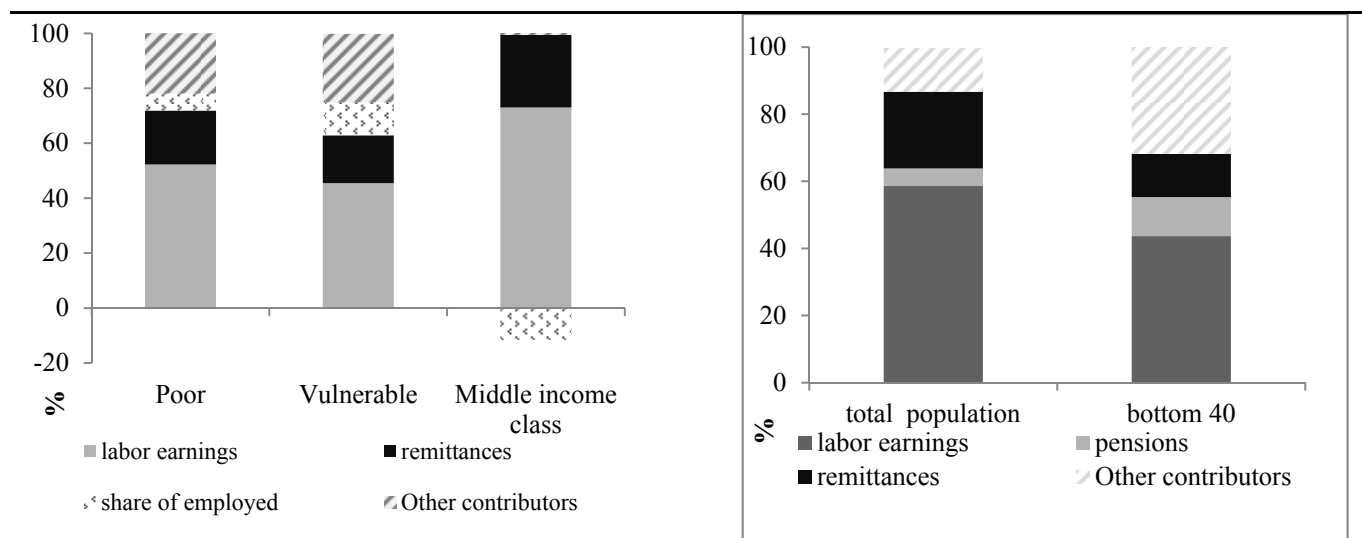 100
80
60
40
20
0
-20
%
Poor
Vulnerable
Middle income
class
labor earnings
remittances
share of employed
Other contributors
100
80
60
40
20
0
%
total population
bottom 40
labor earnings
pensions
remittances
Other contributors